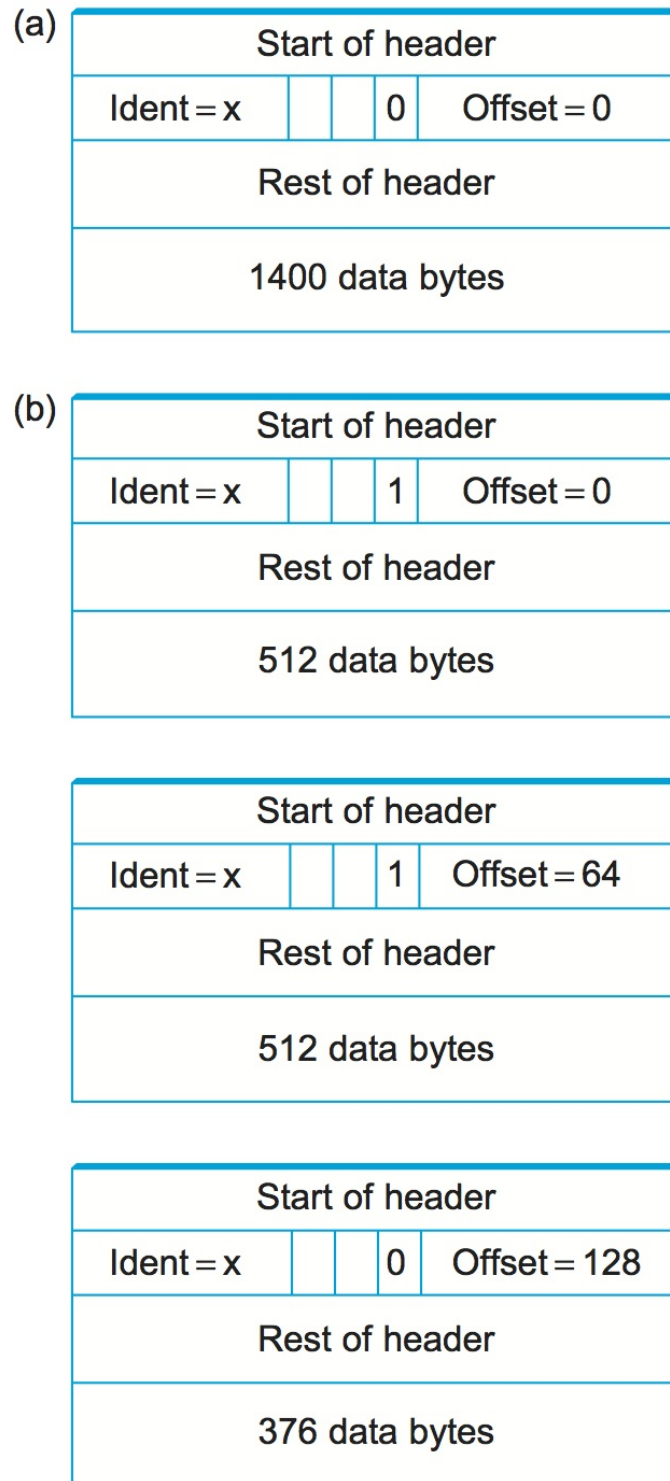 (a)
Start of header
Ident = x 0 Offset = 0
Rest of header
1400 data bytes
(b)
Start of header
Ident = x 1 Offset = 0
Rest of header
512 data bytes
Start of header
Ident = x 1 Offset = 64
Rest of header
512 data bytes
Start of header
Ident = x 0 Offset = 128
Rest of header
376 data bytes